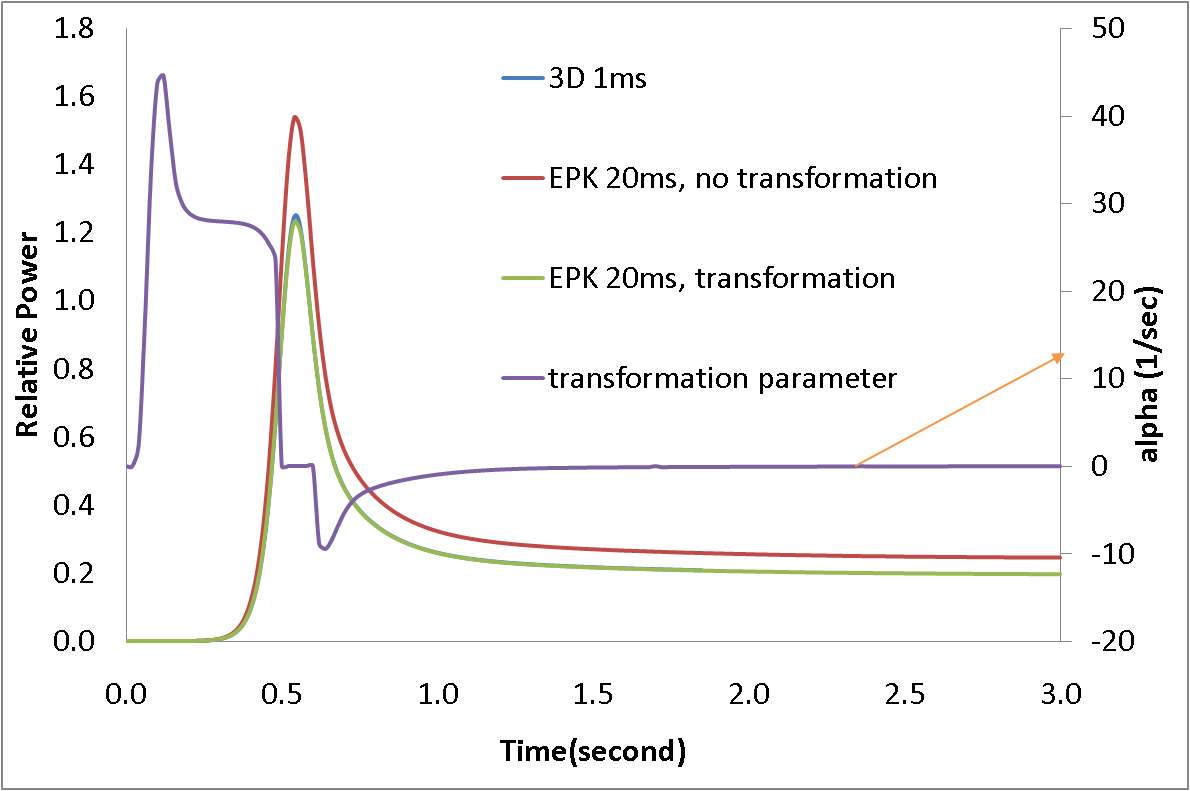 1.8
1.6
1.4
1.2
1.0
0.8
0.6
0.4
0.2
0.0
Relative Power
3D 1ms
EPK 20ms, no transformation
EPK 20ms, transformation
transformation parameter
50
40
30
20
10
0
-10
-20
alpha (1/sec)
0.0 0.5 1.0 1.5 2.0 2.5 3.0
Time(second)